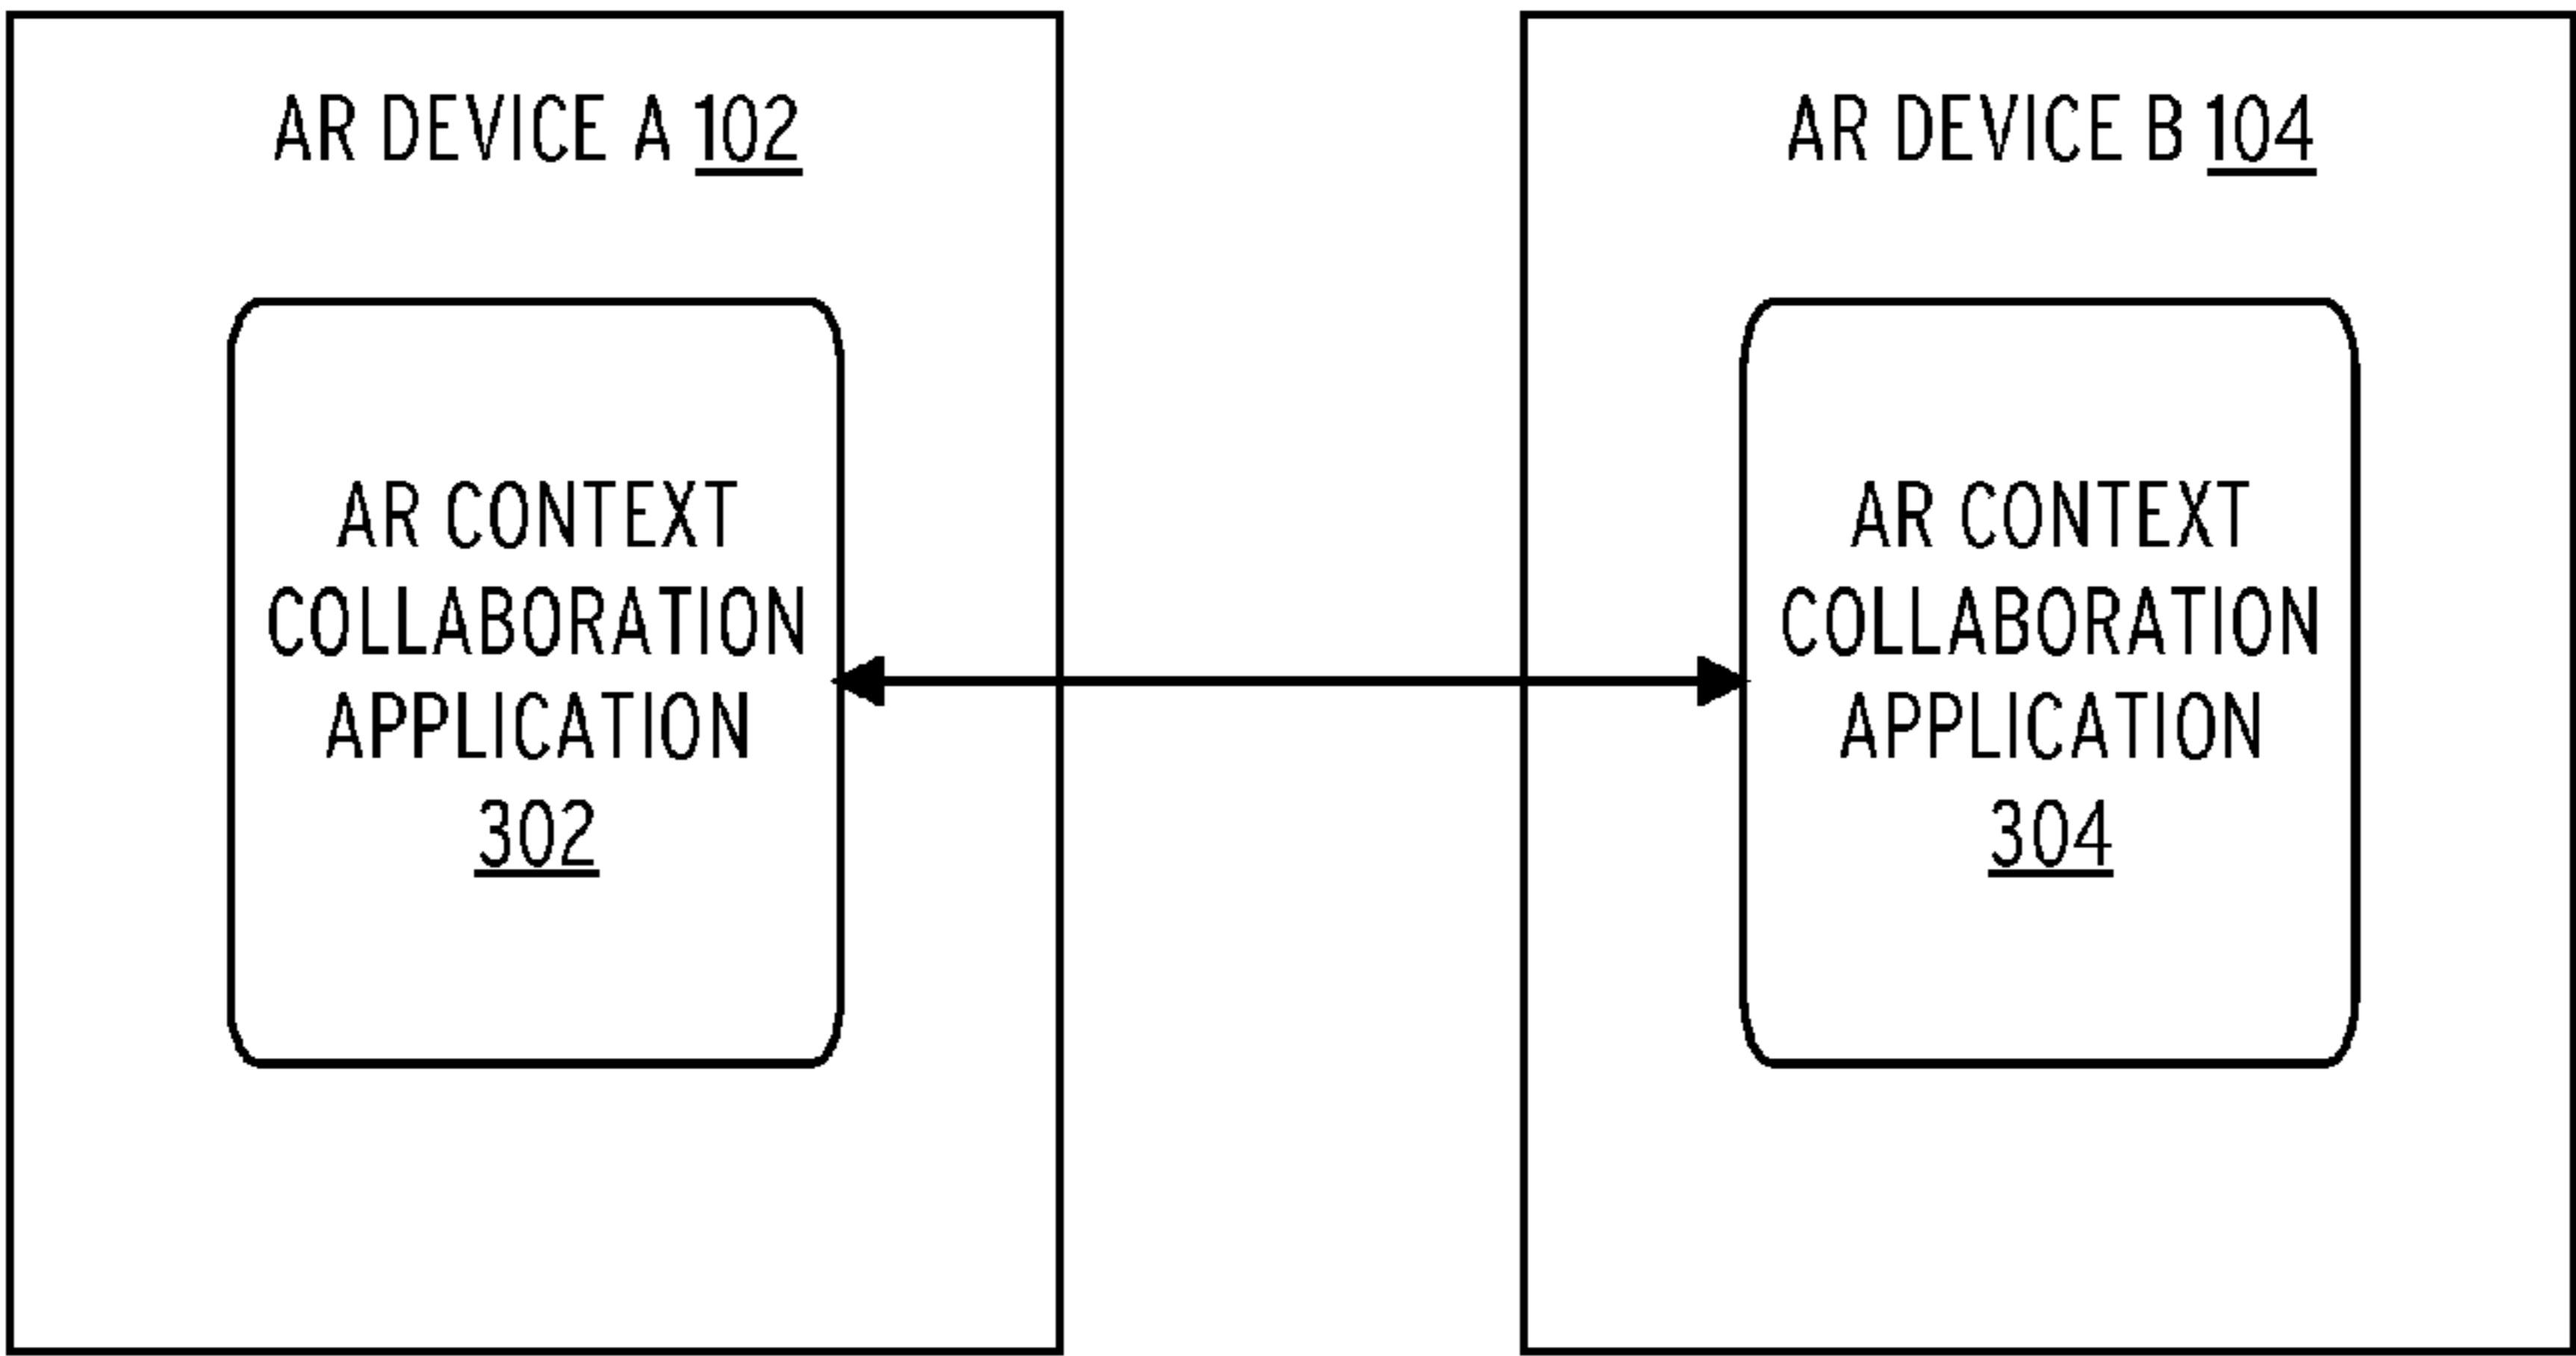 AR DEVICE A 102
AR CONTEXT
COLLABORATION
APPLICATION
302
AR DEVICE B 104
AR CONTEXT
COLLABORATION
APPLICATION
304